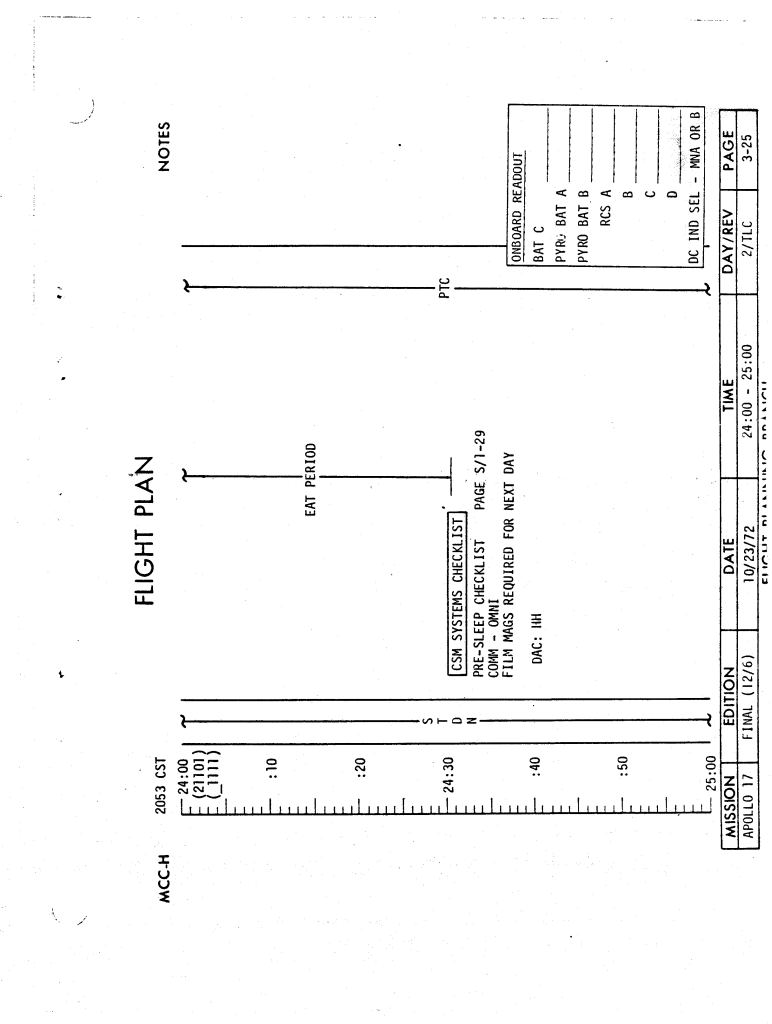 FLIGHT PLAN
MCC-H
2053 CST
NOTES
24:00
(21101)
(_1111)
:10
:20
24:30
:40
:50
25:00
S
T
D
N
EAT PERIOD
CSM SYSTEMS CHECKLIST
PRE-SLEEP CHECKLIST PAGE S/1-29
COMM - OMNI
FILM MAGS REQUIRED FOR NEXT DAY
DAC: HH
PTC
ONBOARD READOUT
BAT C
PYRO BAT A
PYRO BAT B
RCS A
B
C
D
DC IND SEL - MNA OR B
MISSION EDITION DATE TIME DAY/REV PAGE
APOLLO 17 FINAL (12/6) 10/23/72 24:00 - 25:00 2/TLC 3-25
FLIGHT PLANNING BRANCH